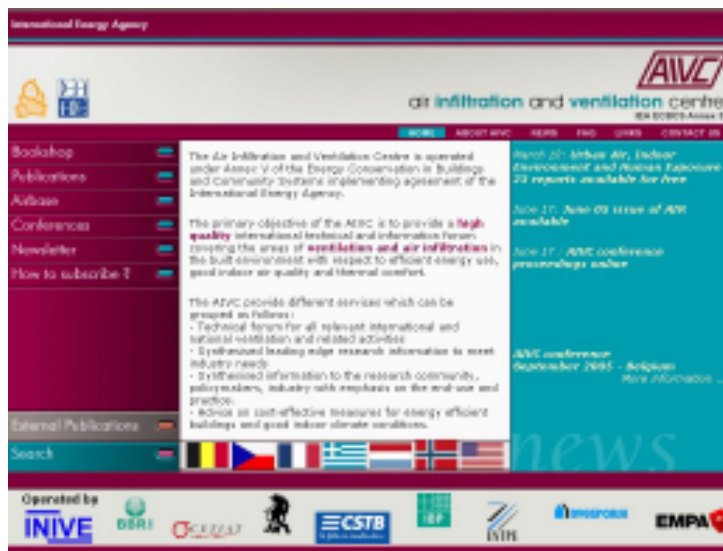 International Energy Agency
AIVC
air infiltration and ventilation centre
HOME ABOUT AIVC NEWS FAQ LINKS CONTACT US
Bookshop
Publications
Airbase
Conferences
Newsletter
How to subscribe ?
External Publications
Search
The Air Infiltration and Ventilation Centre is operated
under Annex V of the Energy Conservation in Buildings
and Community Systems implementing agreement of the
International Energy Agency.
The primary objective of the AIVC is to provide a high
quality international technical and information forum
covering the areas of ventilation and air infiltration in
the built environment with respect to efficient energy use,
good indoor air quality and thermal comfort.
The AIVC provide different services which can be
grouped as follows:
- Technical forum for all relevant international and
national ventilation and related activities
- Synthesised leading edge research information to meet
industry needs
- Synthesised information to the research community,
policymakers, industry with emphasis on the end-use and
practice.
- Advice on cost-effective measures for energy efficient
buildings and good indoor climate conditions.
Urban Air, Indoor
Environment and Human Exposure
23 reports available for free
June 17: June 05 issue of AIR
available
June 17: AIVC conference
proceedings online
AIVC conference
September 2005 - Belgium
More information ...
news
Operated by
INIVE
BBRI
CETIAT
CSTB
IBP
ENTPE
EMPA